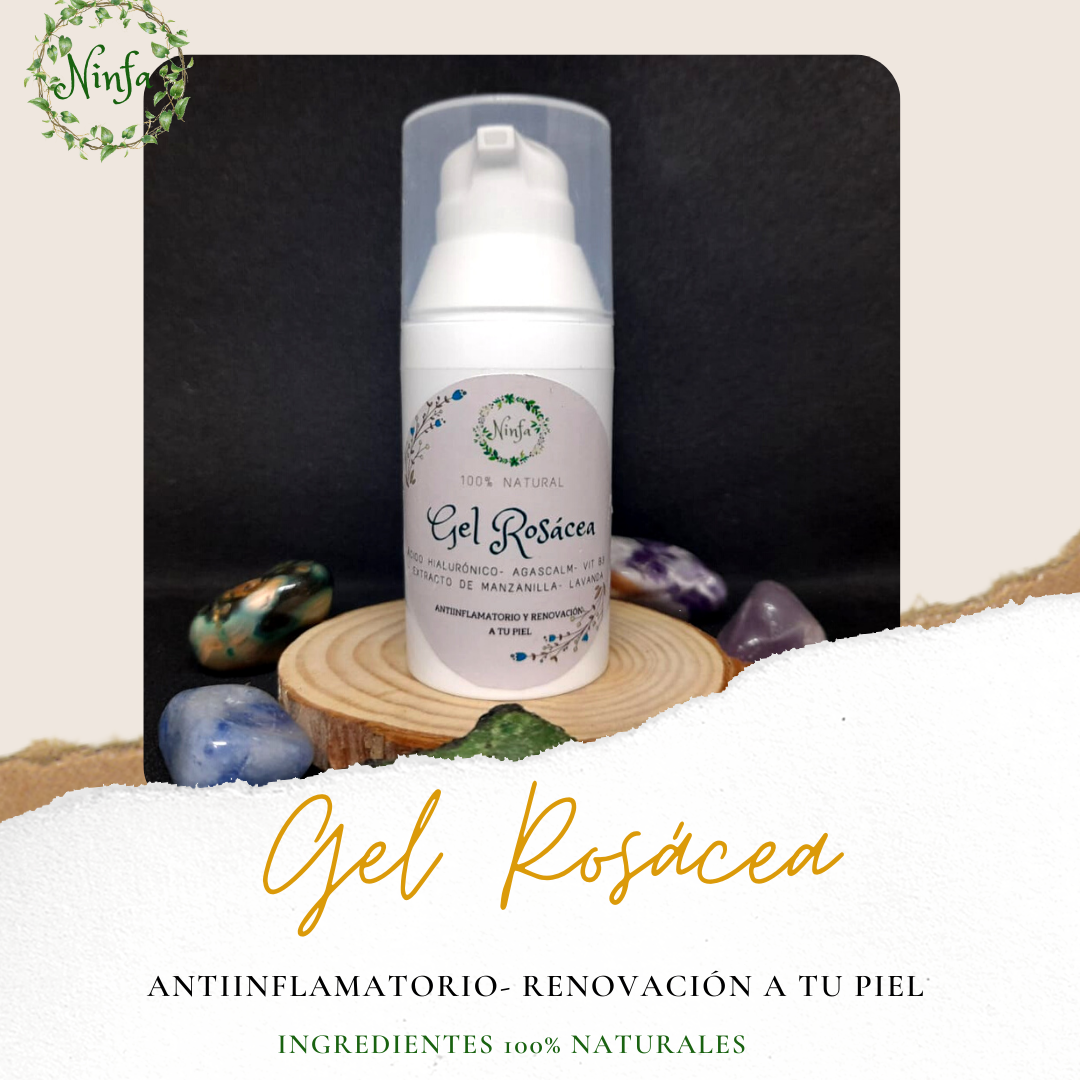 Ninfa
Ninfa
100% NATURAL
Gel Rosácea
ÁCIDO HIALURÓNICO- AGASCALM- VIT B3
EXTRACTO DE MANZANILLA- LAVANDA
ANTIINFLAMATORIO Y RENOVACIÓN
A TU PIEL
Gel Rosácea
ANTIINFLAMATORIO- RENOVACIÓN A TU PIEL
INGREDIENTES 100% NATURALES